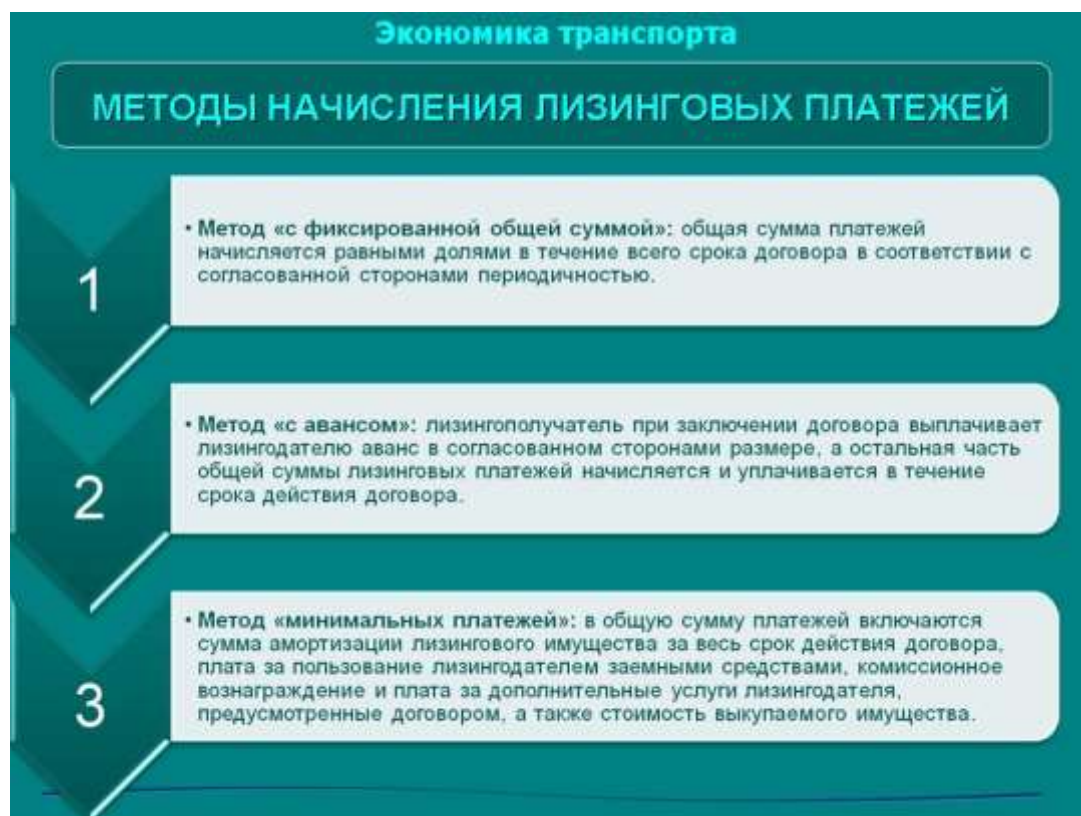 Экономика транспорта
МЕТОДЫ НАЧИСЛЕНИЯ ЛИЗИНГОВЫХ ПЛАТЕЖЕЙ
1
• Метод «с фиксированной общей суммой»: общая сумма платежей
начисляется равными долями в течение всего срока договора в соответствии с
согласованной сторонами периодичностью.
2
• Метод «с авансом»: лизингополучатель при заключении договора выплачивает
лизингодателю аванс в согласованном сторонами размере, а остальная часть
общей суммы лизинговых платежей начисляется и уплачивается в течение
срока действия договора.
3
• Метод «минимальных платежей»: в общую сумму платежей включаются
сумма амортизации лизингового имущества за весь срок действия договора,
плата за пользование лизингодателем заемными средствами, комиссионное
вознаграждение и плата за дополнительные услуги лизингодателя,
предусмотренные договором, а также стоимость выкупаемого имущества.